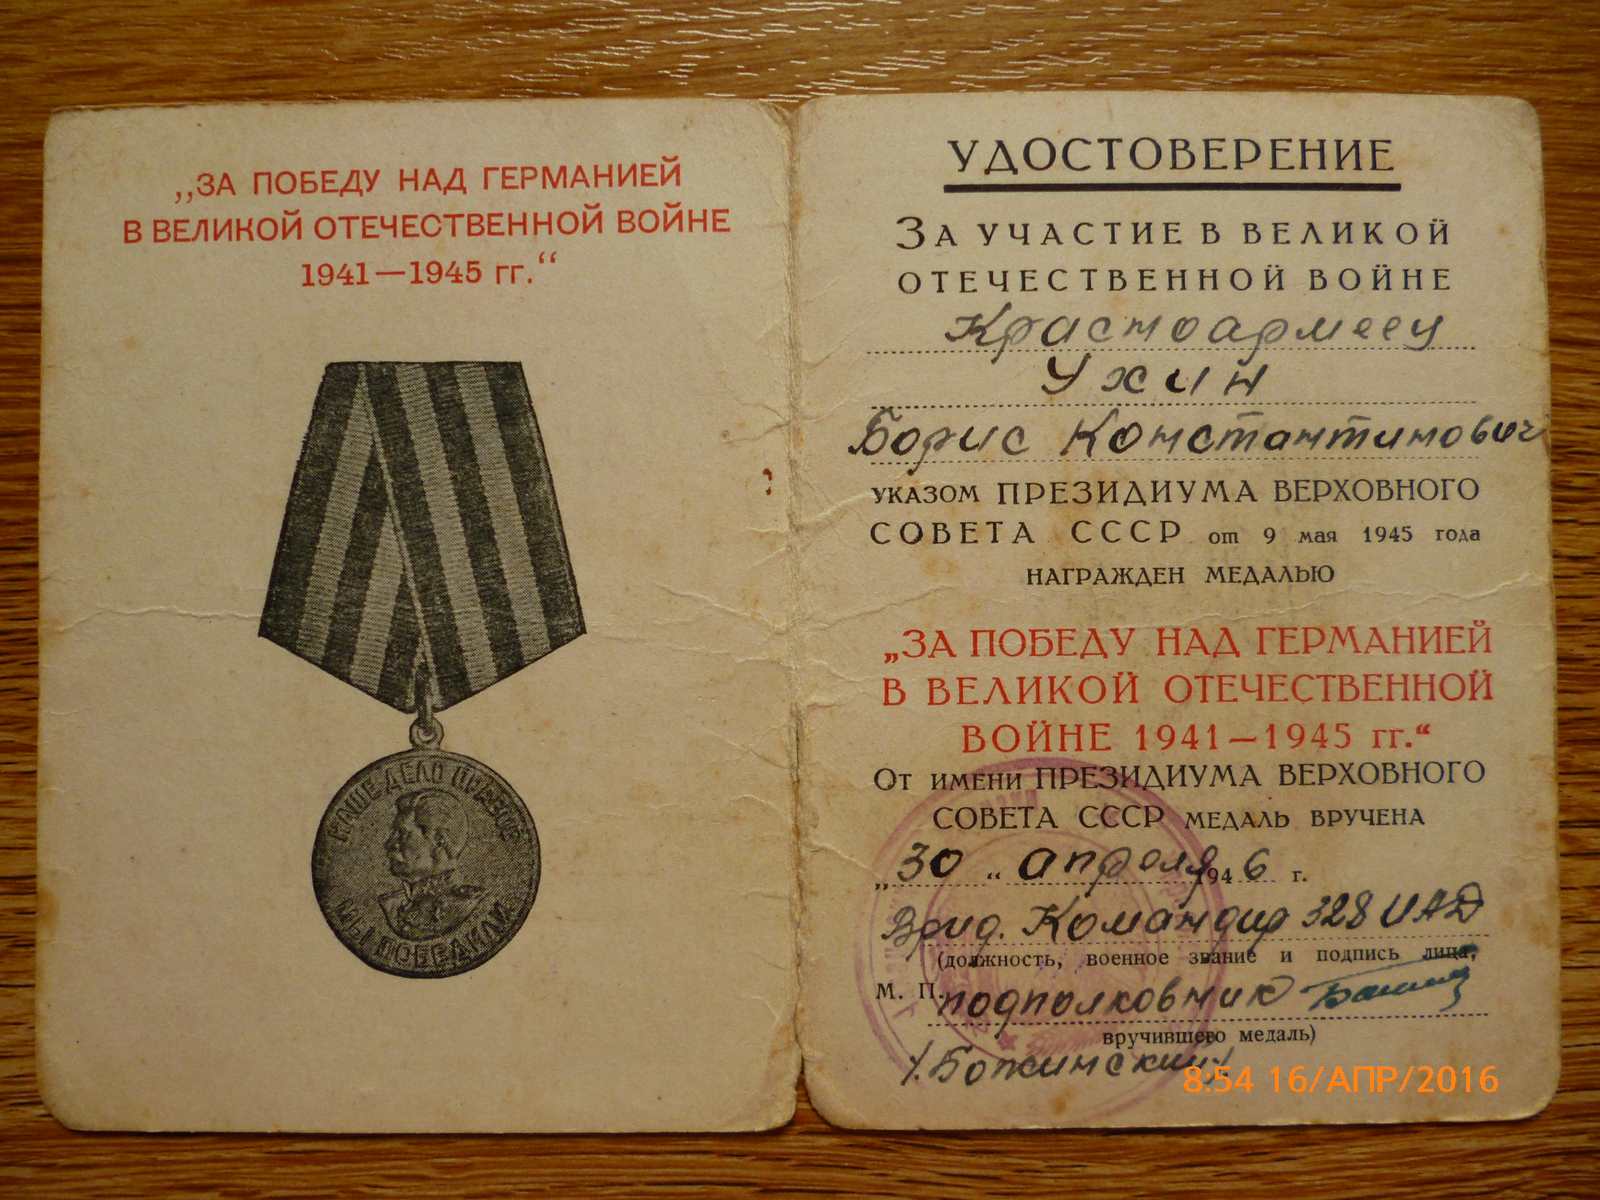 „ЗА ПОБЕДУ НАД ГЕРМАНИЕЙ
В ВЕЛИКОЙ ОТЕЧЕСТВЕННОЙ ВОЙНЕ
1941—1945 гг.“
НАШЕ ДЕЛО ПРАВОЕ
МЫ ПОБЕДИЛИ
УДОСТОВЕРЕНИЕ
ЗА УЧАСТИЕ В ВЕЛИКОЙ
ОТЕЧЕСТВЕННОЙ ВОЙНЕ
Красноармеец
Ухин
Борис Константинович
УКАЗОМ ПРЕЗИДИУМА ВЕРХОВНОГО
СОВЕТА СССР от 9 мая 1945 года
НАГРАЖДЕН МЕДАЛЬЮ
„ЗА ПОБЕДУ НАД ГЕРМАНИЕЙ
В ВЕЛИКОЙ ОТЕЧЕСТВЕННОЙ
ВОЙНЕ 1941—1945 гг.“
ОТ ИМЕНИ ПРЕЗИДИУМА ВЕРХОВНОГО
СОВЕТА СССР МЕДАЛЬ ВРУЧЕНА
„30“ апреля 1946 г.
Врид. Командир 328 ИАД
(должность, военное звание и подпись лица,
М. П. подполковник
вручившего медаль)
8:54 16/АПР/2016